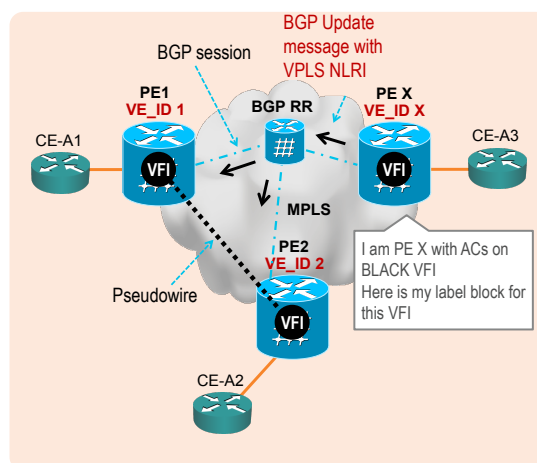 BGP Update
message with
VPLS NLRI
BGP session
PE1
VE_ID 1
BGP RR
PE X
VE_ID X
CE-A1
CE-A3
VFI
VFI
MPLS
PE2
VE_ID 2
I am PE X with ACs on
BLACK VFI
Here is my label block for
this VFI
Pseudowire
VFI
CE-A2